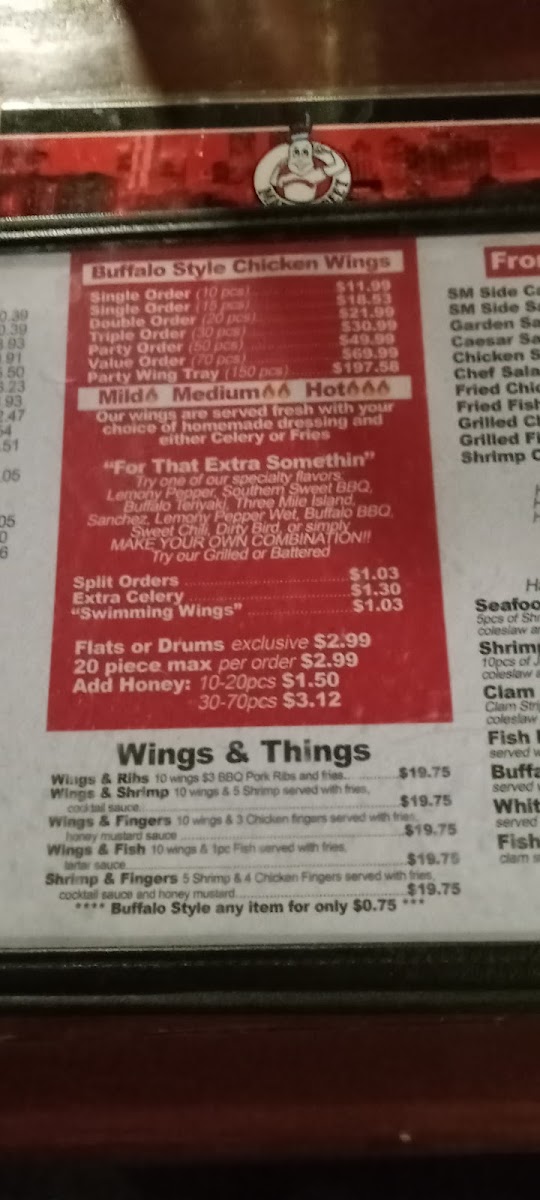 Buffalo Style Chicken Wings
Single Order (10 pcs) $11.99
Single Order (15 pcs) $18.53
Double Order (20 pcs) $21.99
Triple Order (30 pcs) $30.99
Party Order (50 pcs) $49.99
Value Order (70 pcs) $69.99
Party Wing Tray (150 pcs) $197.58
Mild Medium Hot
Our wings are served fresh with your
choice of homemade dressing and
either Celery or Fries
"For That Extra Somethin"
Try one of our specialty flavors.
Lemony Pepper, Southern Sweet BBQ,
Buffalo Teriyaki, Three Mile Island,
Sanchez, Lemony Pepper Wet, Buffalo BBQ,
Sweet Chili, Dirty Bird, or simply
MAKE YOUR OWN COMBINATION!!
Try our Grilled or Battered
Split Orders $1.03
Extra Celery $1.30
"Swimming Wings" $1.03
Flats or Drums exclusive $2.99
20 piece max per order $2.99
Add Honey: 10-20pcs $1.50
30-70pcs $3.12
Wings & Things
Wings & Ribs 10 wings $3 BBQ Pork Ribs and fries $19.75
Wings & Shrimp 10 wings & 5 Shrimp served with fries,
cocktail sauce $19.75
Wings & Fingers 10 wings & 3 Chicken fingers served with fries,
honey mustard sauce $19.75
Wings & Fish 10 wings & 1pc Fish served with fries,
tartar sauce $19.75
Shrimp & Fingers 5 Shrimp & 4 Chicken Fingers served with fries,
cocktail sauce and honey mustard $19.75
**** Buffalo Style any item for only $0.75 ***
SM Side
SM Side
Garden
Caesar
Chicken
Chef
Fried
Fried Fish
Grilled
Grilled
Shrimp
5pcs of
coleslaw
10pcs of
coleslaw
Clam
Clam
coleslaw
Fish
served
served
served
Fish
clam